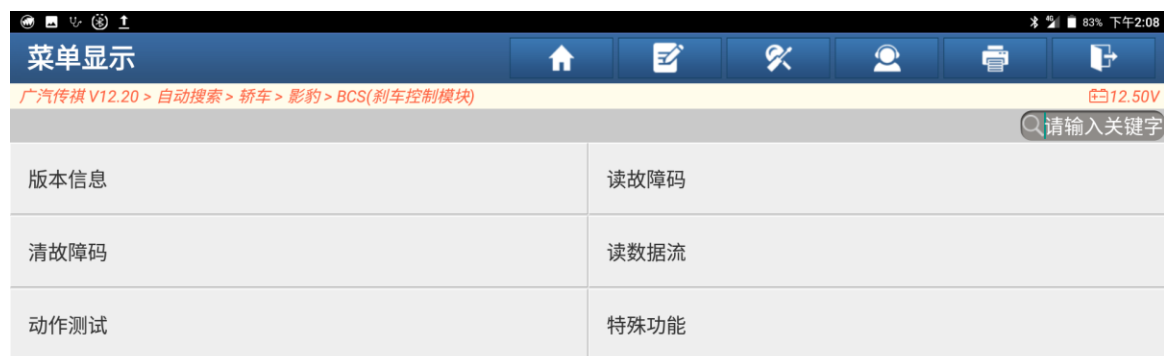 4G 83% 下午2:08
菜单显示
广汽传祺 V12.20 > 自动搜索 > 轿车 > 影豹 > BCS(刹车控制模块) 12.50V
请输入关键字
版本信息 读故障码
清故障码 读数据流
动作测试 特殊功能